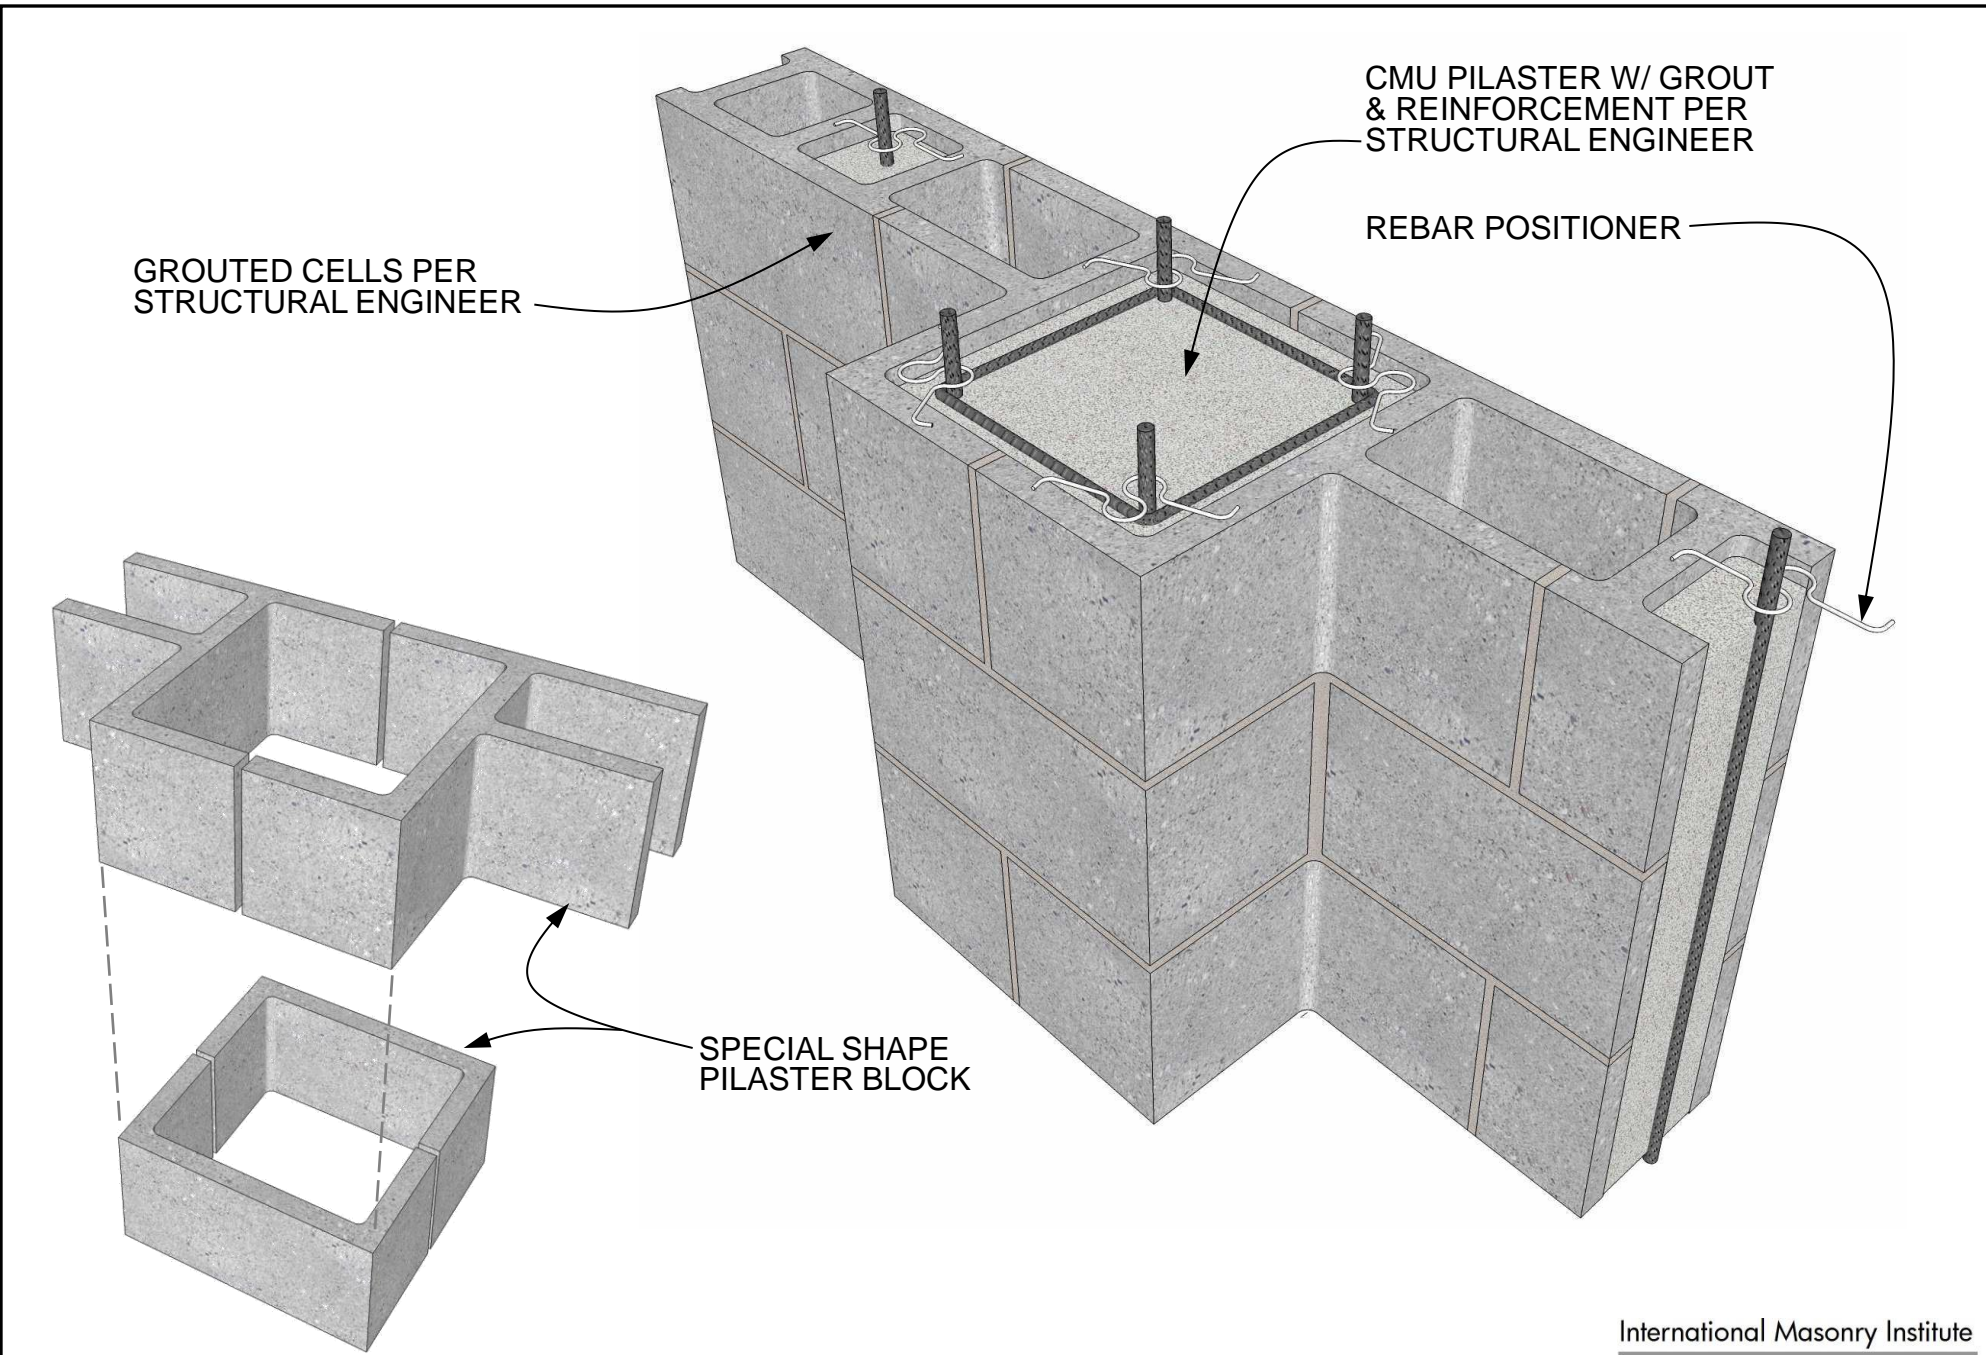 CMU PILASTER W/ GROUT
& REINFORCEMENT PER
STRUCTURAL ENGINEER
REBAR POSITIONER
GROUTED CELLS PER
STRUCTURAL ENGINEER
SPECIAL SHAPE
PILASTER BLOCK
International Masonry Institute